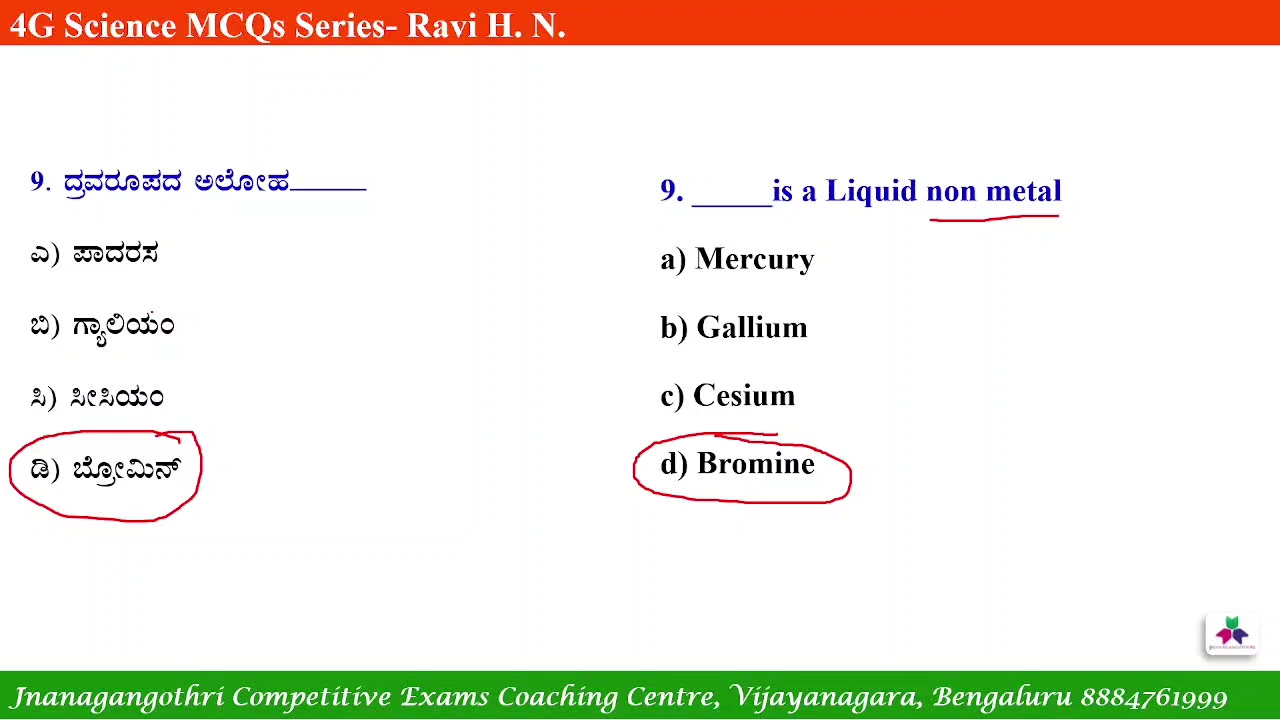 4G Science MCQs Series- Ravi H. N.
9. ದ್ರವರೂಪದ ಅಲೋಹ_____
ಎ) ಪಾದರಸ
ಬಿ) ಗ್ಯಾಲಿಯಂ
ಸಿ) ಸೀಸಿಯಂ
ಡಿ) ಬ್ರೋಮಿನ್
9. _____is a Liquid non metal
a) Mercury
b) Gallium
c) Cesium
d) Bromine
Jnanagangothri Competitive Exams Coaching Centre, Vijayanagara, Bengaluru 8884761999